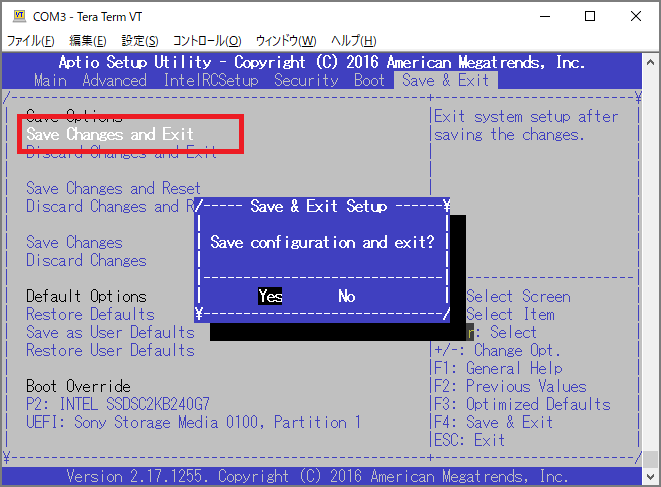 COM3 - Tera Term VT
ファイル(F) 編集(E) 設定(S) コントロール(O) ウィンドウ(W) ヘルプ(H)
Aptio Setup Utility - Copyright (C) 2016 American Megatrends, Inc.
Main Advanced IntelRCSetup Security Boot Save & Exit
Save Options
Save Changes and Exit
Discard Changes and Exit
Save Changes and Reset
Discard Changes and R
Save Changes
Discard Changes
Default Options
Restore Defaults
Save as User Defaults
Restore User Defaults
Boot Override
P2: INTEL SSDSC2KB240G7
UEFI: Sony Storage Media 0100, Partition 1
Save & Exit Setup
Save configuration and exit?
Yes No
Exit system setup after
saving the changes.
Select Screen
Select Item
r: Select
+/-: Change Opt.
F1: General Help
F2: Previous Values
F3: Optimized Defaults
F4: Save & Exit
ESC: Exit
Version 2.17.1255. Copyright (C) 2016 American Megatrends, Inc.